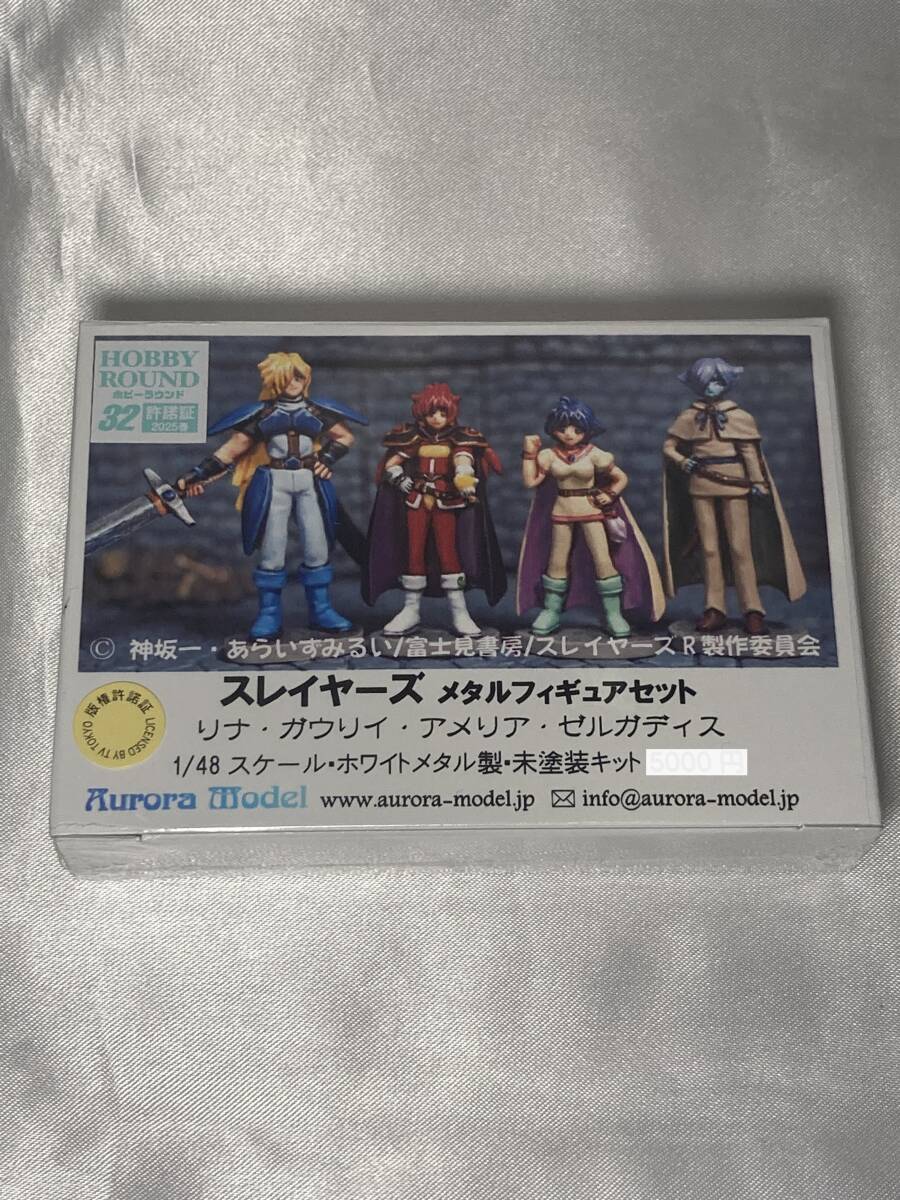 HOBBY
ROUND
ホビーラウンド
32 許諾証
2025春
© 神坂一・あらいずみるい/富士見書房/スレイヤーズR製作委員会
スレイヤーズ メタルフィギュアセット
版権許諾証
LICENSED BY TV TOKYO
リナ・ガウリイ・アメリア・ゼルガディス
1/48 スケール・ホワイトメタル製・未塗装キット 5000 円
Aurora Model www.aurora-model.jp ✉ info@aurora-model.jp